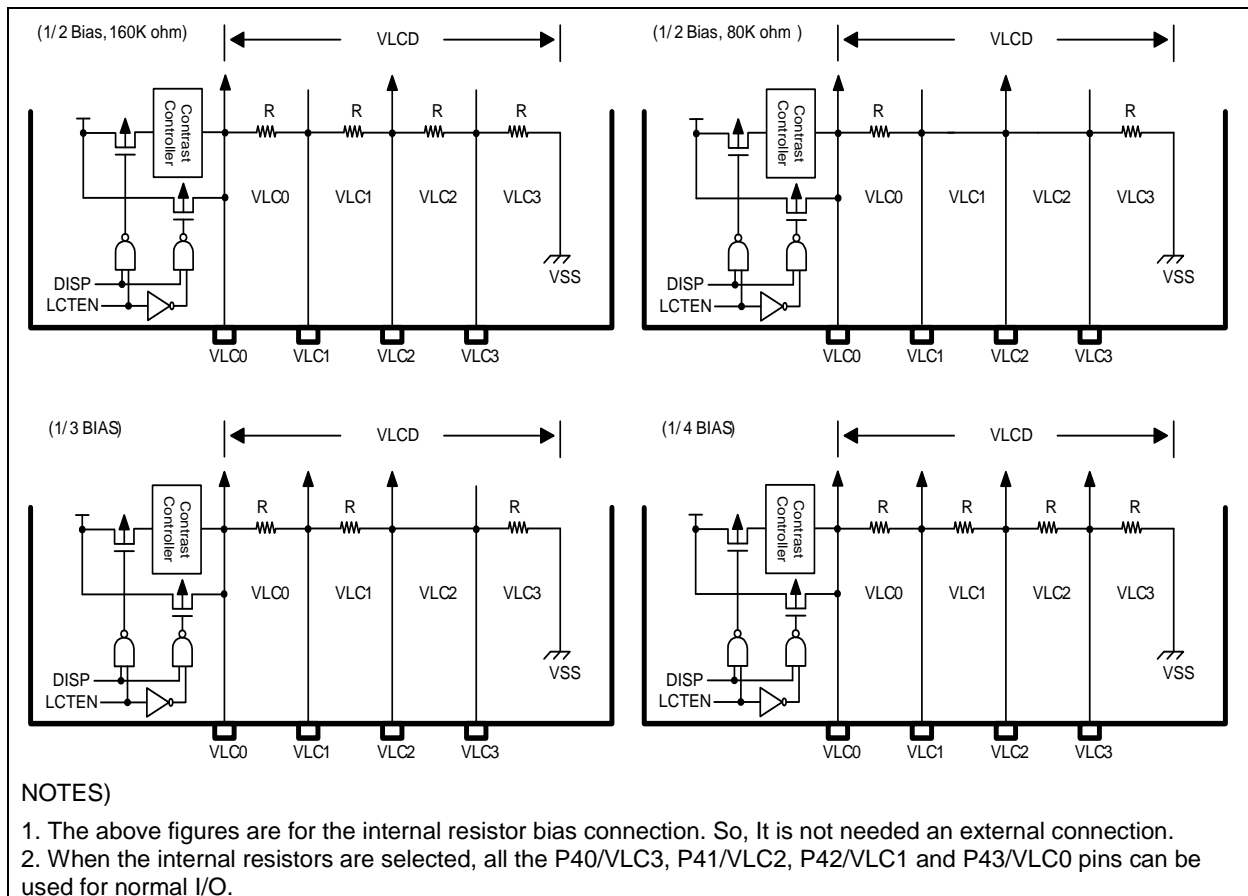 (1/2 Bias, 160K ohm)
VLCD
R R R R
Contrast
Controller
VLC0 VLC1 VLC2 VLC3
DISP
LCTEN
VSS
VLC0 VLC1 VLC2 VLC3
(1/2 Bias, 80K ohm )
VLCD
R R
Contrast
Controller
VLC0 VLC1 VLC2 VLC3
DISP
LCTEN
VSS
VLC0 VLC1 VLC2 VLC3
(1/3 BIAS)
VLCD
R R R
Contrast
Controller
VLC0 VLC1 VLC2 VLC3
DISP
LCTEN
VSS
VLC0 VLC1 VLC2 VLC3
(1/4 BIAS)
VLCD
R R R R
Contrast
Controller
VLC0 VLC1 VLC2 VLC3
DISP
LCTEN
VSS
VLC0 VLC1 VLC2 VLC3
NOTES)
1. The above figures are for the internal resistor bias connection. So, It is not needed an external connection.
2. When the internal resistors are selected, all the P40/VLC3, P41/VLC2, P42/VLC1 and P43/VLC0 pins can be
used for normal I/O.